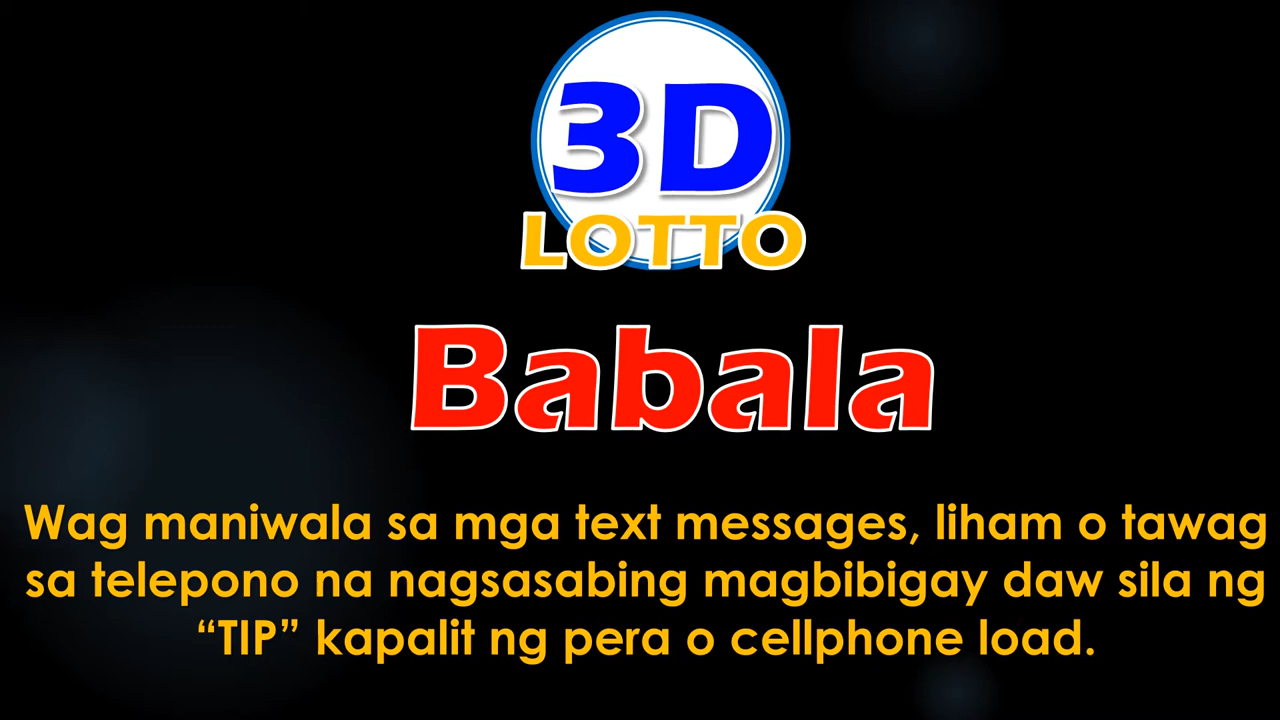 3D
LOTTO
Babala
Wag maniwala sa mga text messages, liham o tawag
sa telepono na nagsasabing magbibigay daw sila ng
“TIP” kapalit ng pera o cellphone load.